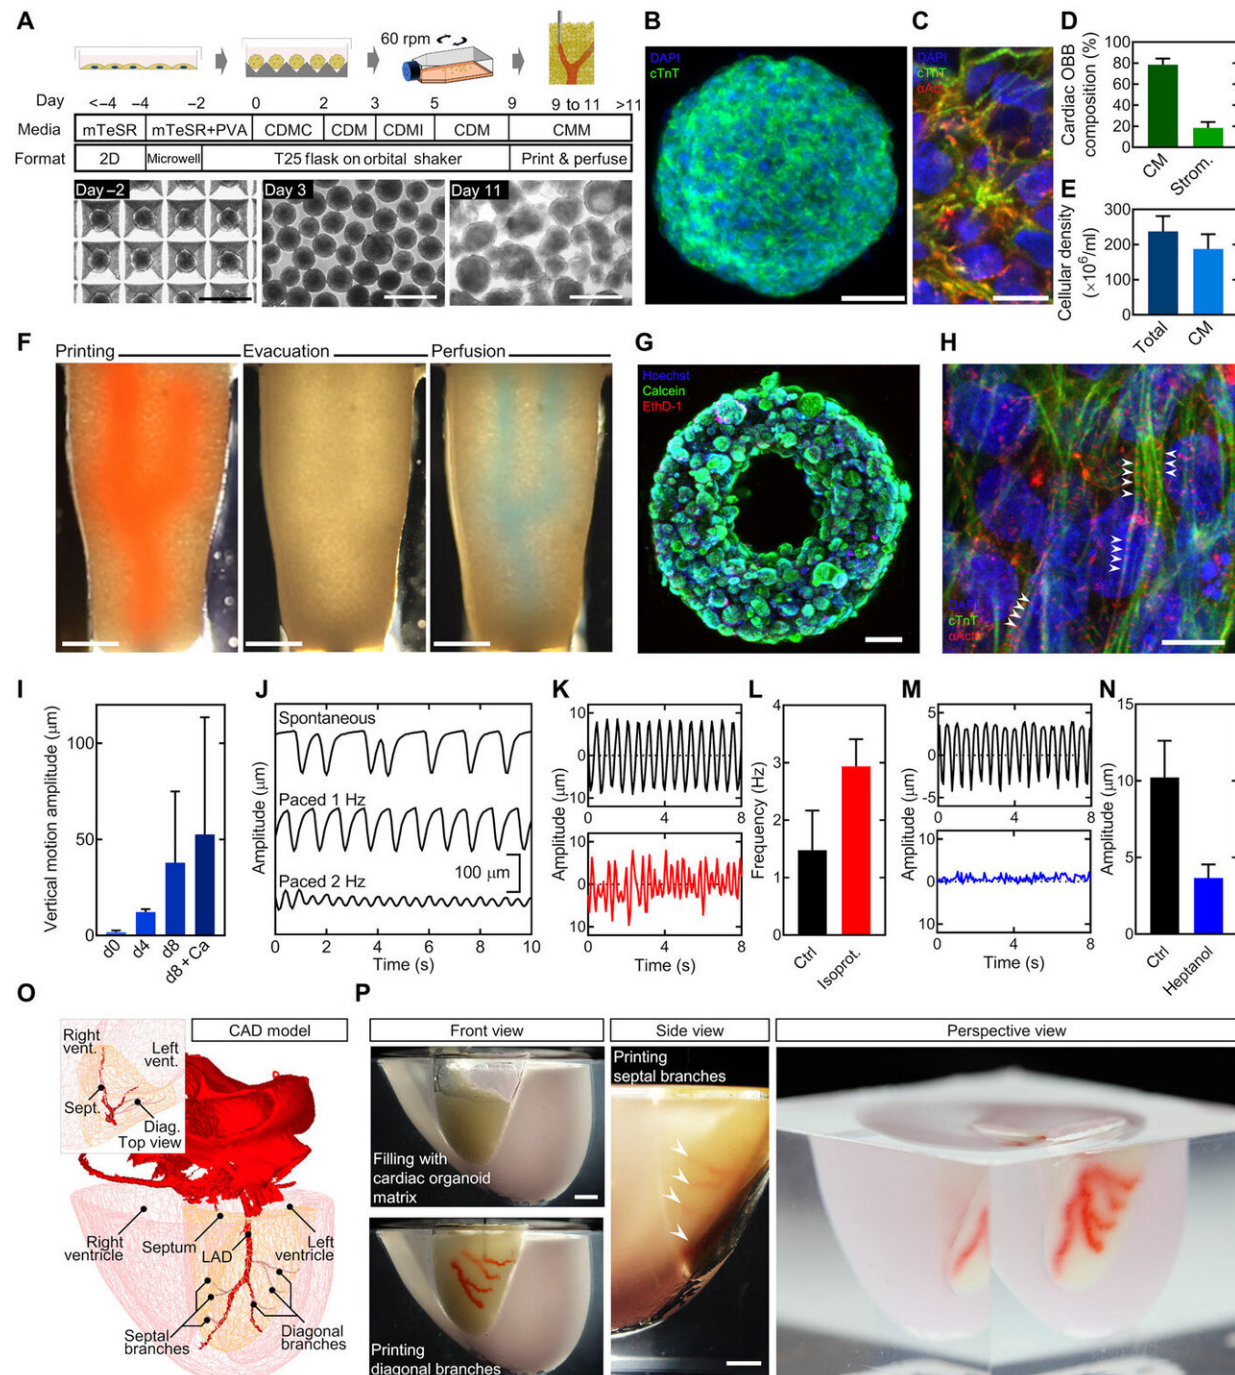 A
60 rpm
Day <–4 –4 –2 0 2 3 5 9 9 to 11 >11
Media mTeSR mTeSR+PVA CDMC CDM CDMI CDM CMM
Format 2D Microwell T25 flask on orbital shaker Print & perfuse
Day –2 Day 3 Day 11
B
DAPI
cTnT
C
DAPI
cTnT
αAct
D
Cardiac OBB
composition (%)
100
80
60
40
20
0
CM Strom.
E
Cellular density
(×10⁶/ml)
300
200
100
0
Total CM
F
Printing Evacuation Perfusion
G
Hoechst
Calcein
EthD-1
H
DAPI
cTnT
αAct
I
Vertical motion amplitude (μm)
100
50
0
d0 d4 d8 d8 +Ca
J
Amplitude (μm)
Spontaneous
Paced 1 Hz
100 μm
Paced 2 Hz
0 2 4 6 8 10
Time (s)
K
Amplitude (μm)
10
0
10
0 4 8
10
0
10
0 4 8
Time (s)
L
Frequency (Hz)
4
3
2
1
0
Ctrl Isoprot.
M
Amplitude (μm)
5
0
-5
0 4 8
10
0
10
0 4 8
Time (s)
N
Amplitude (μm)
15
10
5
0
Ctrl Heptanol
O
CAD model
Right
vent.
Left
vent.
Sept.
Diag.
Top view
Right
ventricle
Septum
LAD
Left
ventricle
Septal
branches
Diagonal
branches
P
Front view
Filling with
cardiac organoid
matrix
Printing
diagonal branches
Side view
Printing
septal branches
Perspective view